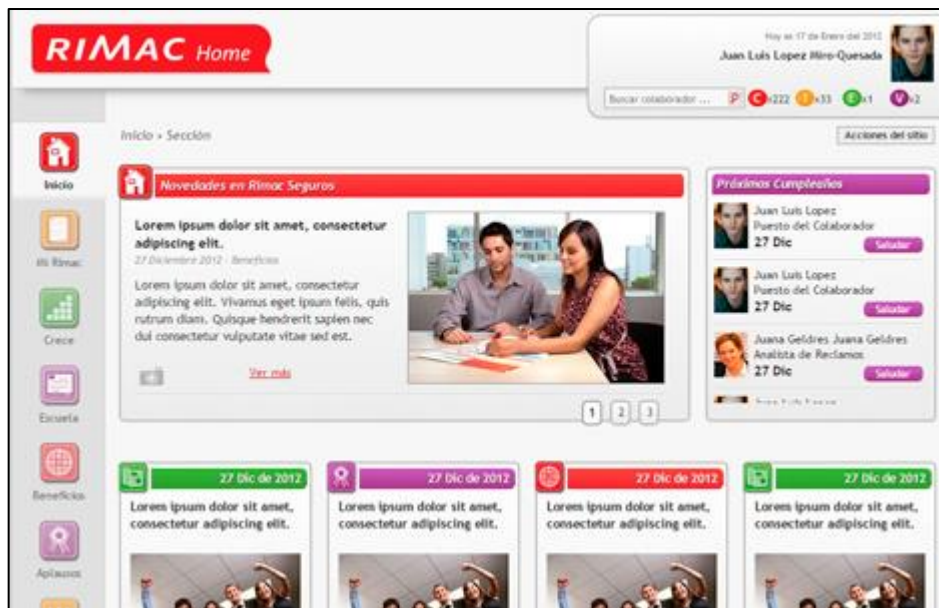 RIMAC Home
Hoy es 17 de Enero del 2012
Juan Luis Lopez Miro-Quesada
Buscar colaborador ...
C x222 x33 E x1 V x2
Inicio > Sección
Acciones del sitio
Inicio
Mi Rimac
Crece
Escuela
Beneficios
Aplausos
Novedades en Rimac Seguros
Lorem ipsum dolor sit amet, consectetur
adipiscing elit.
27 Diciembre 2012 - Beneficios
Lorem ipsum dolor sit amet, consectetur
adipiscing elit. Vivamus eget ipsum felis, quis
rutrum diam. Quisque hendrerit sapien nec
dui consectetur vulputate vitae sed est.
Ver más
1 2 3
Próximos Cumpleaños
Juan Luis Lopez
Puesto del Colaborador
27 Dic
Saludar
Juan Luis Lopez
Puesto del Colaborador
27 Dic
Saludar
Juana Geldres Juana Geldres
Analista de Reclamos
27 Dic
Saludar
27 Dic de 2012
Lorem ipsum dolor sit amet,
consectetur adipiscing elit.
27 Dic de 2012
Lorem ipsum dolor sit amet,
consectetur adipiscing elit.
27 Dic de 2012
Lorem ipsum dolor sit amet,
consectetur adipiscing elit.
27 Dic de 2012
Lorem ipsum dolor sit amet,
consectetur adipiscing elit.